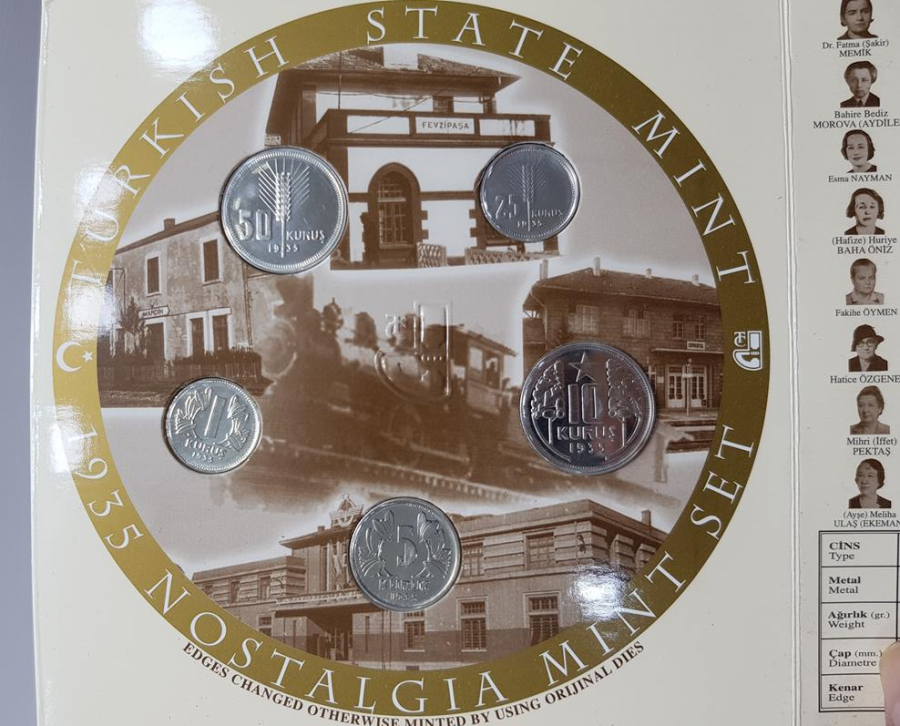 TURKISH STATE MINT
1935 NOSTALGIA MINT SET
EDGES CHANGED OTHERWISE MINTED BY USING ORIJINAL DIES
FEVZİPAŞA
50
KURUŞ
1935
25
KURUŞ
1935
MARDİN
1
KURUŞ
1935
10
KURUŞ
1935
5
KURUŞ
1935
Dr. Fatma (Şakir)
MEMİK
Bahire Bediz
MOROVA (AYDİLE
Esma NAYMAN
(Hafize) Huriye
BAHA ÖNİZ
Fakihe ÖYMEN
Hatice ÖZGENE
Mihri (İffet)
PEKTAŞ
(Ayşe) Meliha
ULAŞ (EKEMAN
CİNS
Type
Metal
Metal
Ağırlık (gr.)
Weight
Çap (mm.)
Diametre
Kenar
Edge